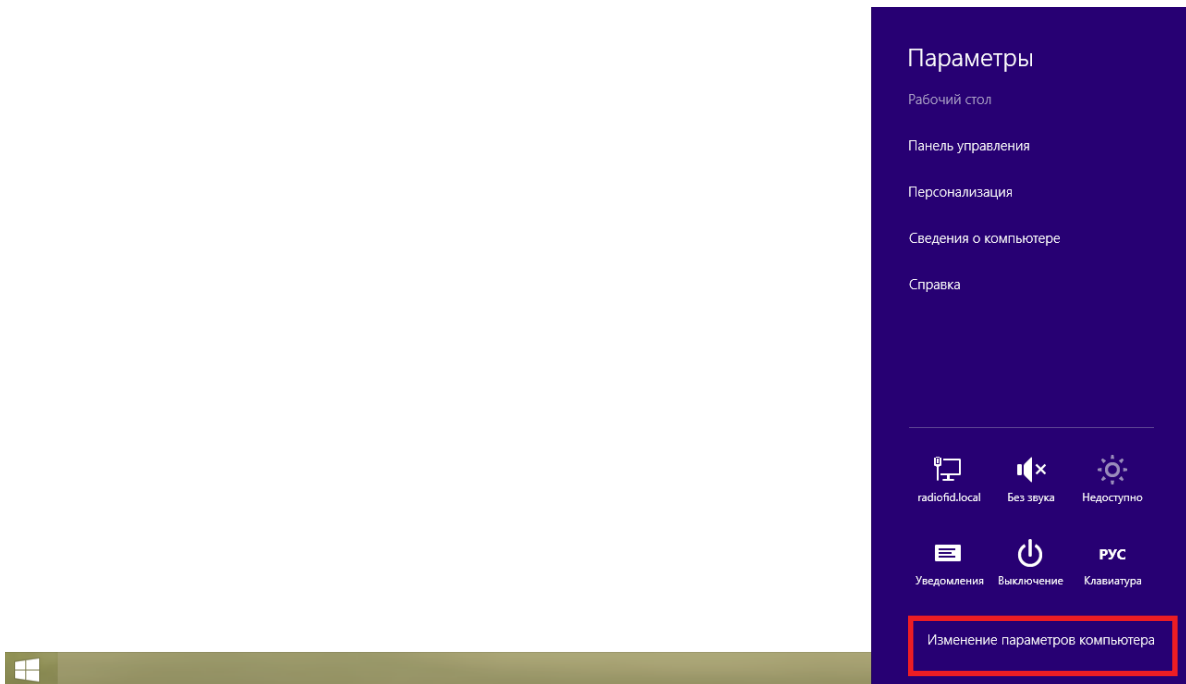 Параметры
Рабочий стол
Панель управления
Персонализация
Сведения о компьютере
Справка
radiofid.local Без звука Недоступно
РУС
Уведомления Выключение Клавиатура
Изменение параметров компьютера